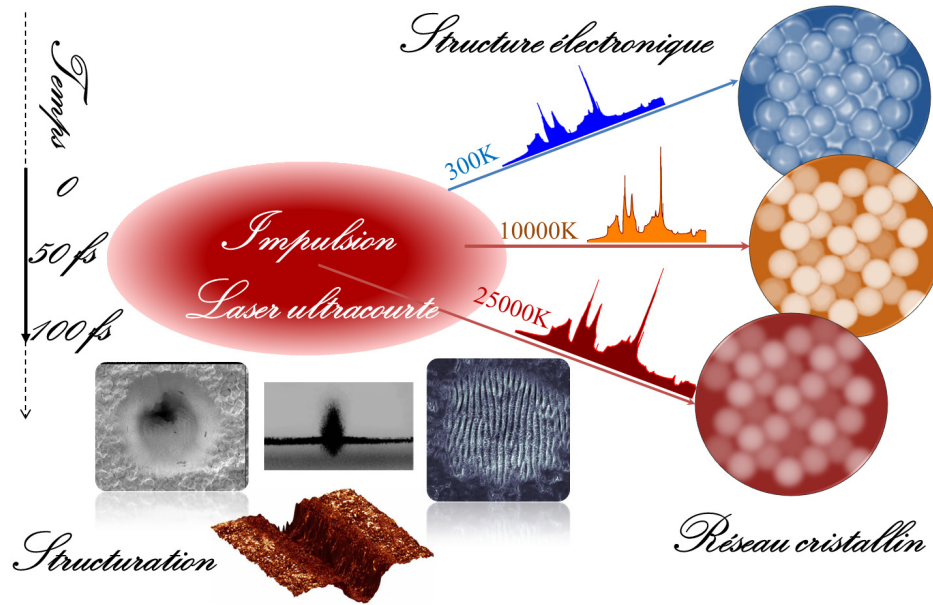 Structure électronique
Temps
0
50 fs
100 fs
300K
10000K
25000K
Impulsion
Laser ultracourte
Structuration
Réseau cristallin